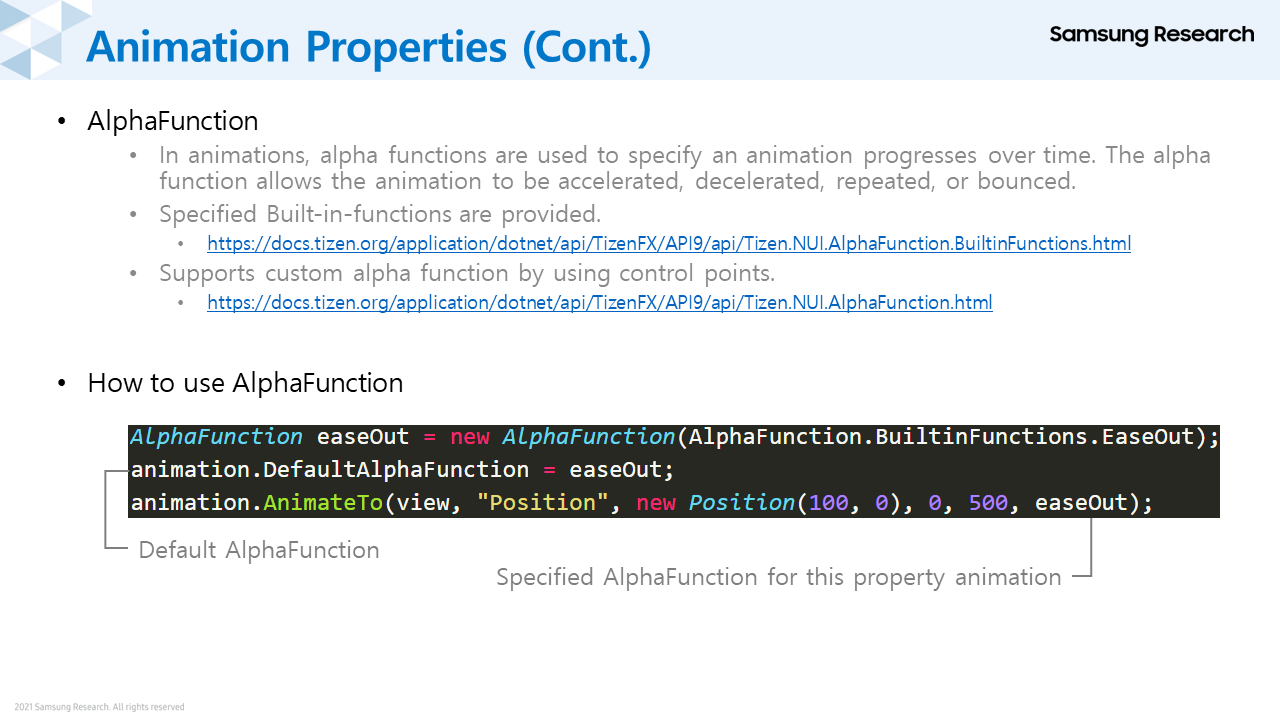 Animation Properties (Cont.)
Samsung Research
• AlphaFunction
• In animations, alpha functions are used to specify an animation progresses over time. The alpha
function allows the animation to be accelerated, decelerated, repeated, or bounced.
• Specified Built-in-functions are provided.
• https://docs.tizen.org/application/dotnet/api/TizenFX/API9/api/Tizen.NUI.AlphaFunction.BuiltinFunctions.html
• Supports custom alpha function by using control points.
• https://docs.tizen.org/application/dotnet/api/TizenFX/API9/api/Tizen.NUI.AlphaFunction.html
• How to use AlphaFunction
AlphaFunction easeOut = new AlphaFunction(AlphaFunction.BuiltinFunctions.EaseOut);
animation.DefaultAlphaFunction = easeOut;
animation.AnimateTo(view, "Position", new Position(100, 0), 0, 500, easeOut);
Default AlphaFunction
Specified AlphaFunction for this property animation
2021 Samsung Research. All rights reserved